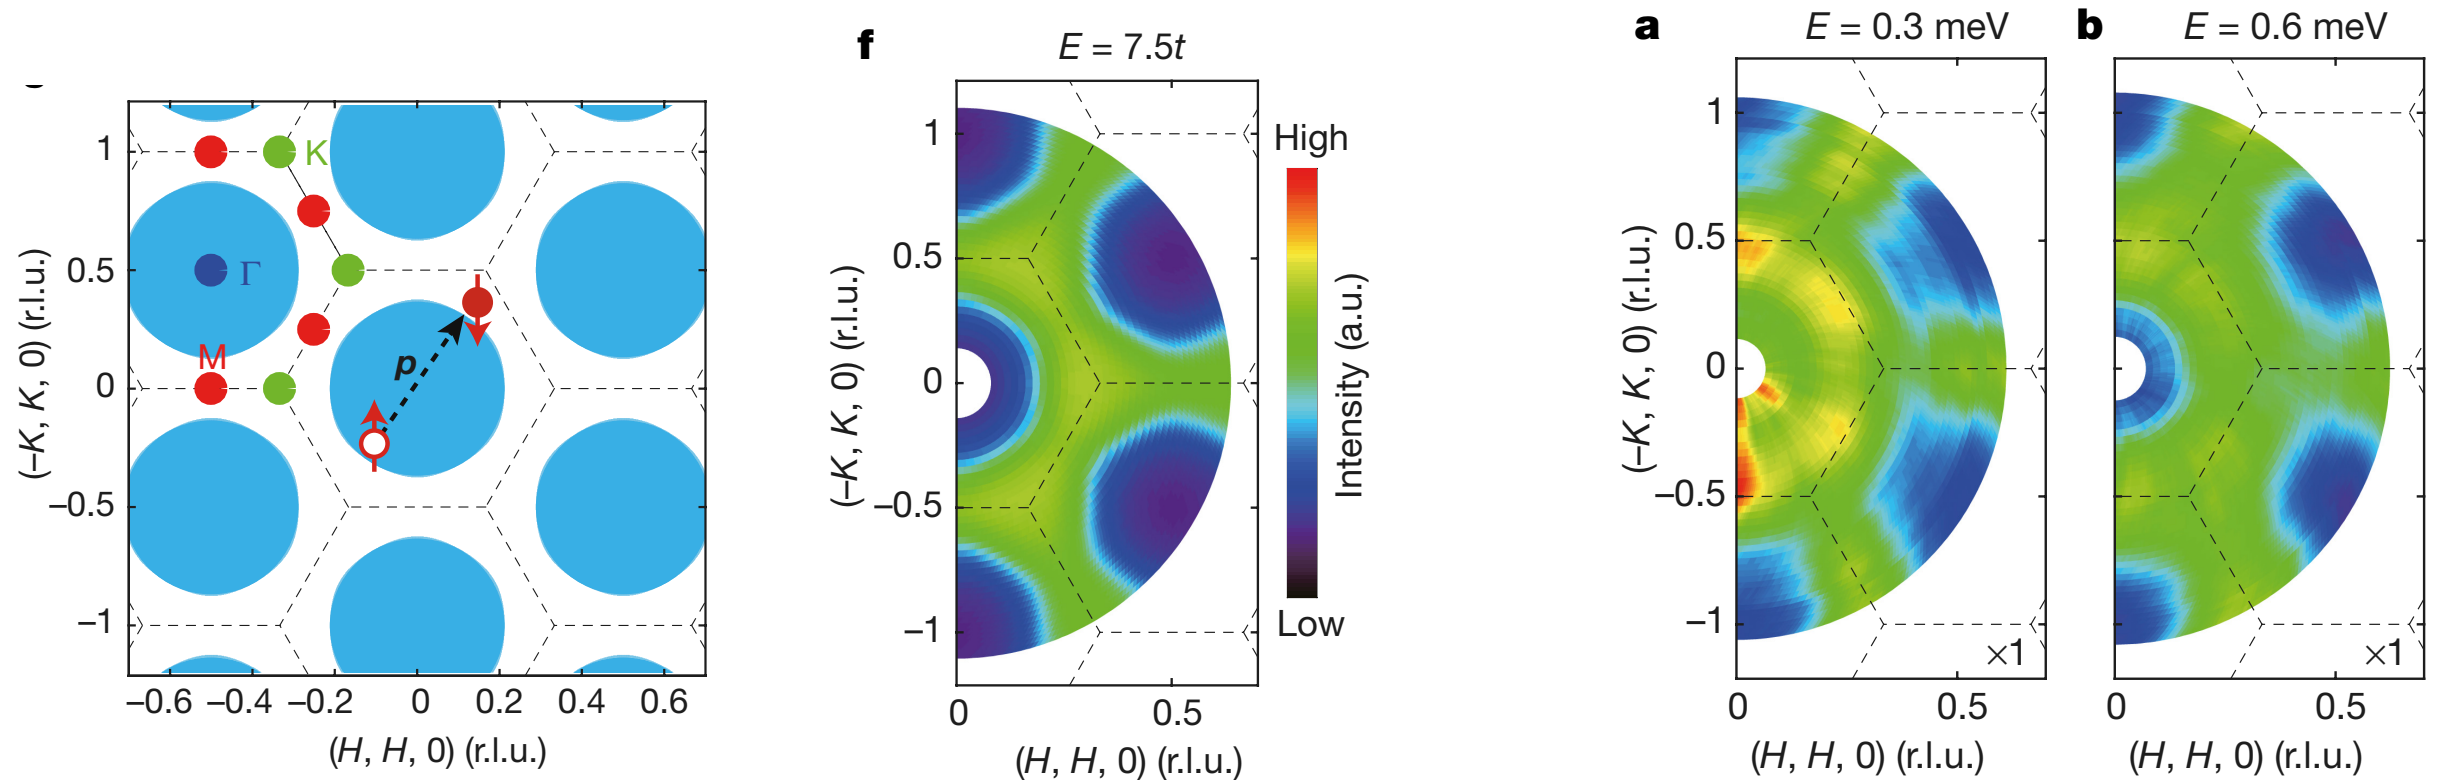 1
0.5
0
−0.5
−1
(−K, K, 0) (r.l.u.)
K
Γ
M
p
−0.6 −0.4 −0.2 0 0.2 0.4 0.6
(H, H, 0) (r.l.u.)
f
E = 7.5t
1
0.5
0
−0.5
−1
(−K, K, 0) (r.l.u.)
0 0.5
(H, H, 0) (r.l.u.)
High
Intensity (a.u.)
Low
a
E = 0.3 meV
1
0.5
0
−0.5
−1
(−K, K, 0) (r.l.u.)
×1
0 0.5
(H, H, 0) (r.l.u.)
b
E = 0.6 meV
×1
0 0.5
(H, H, 0) (r.l.u.)